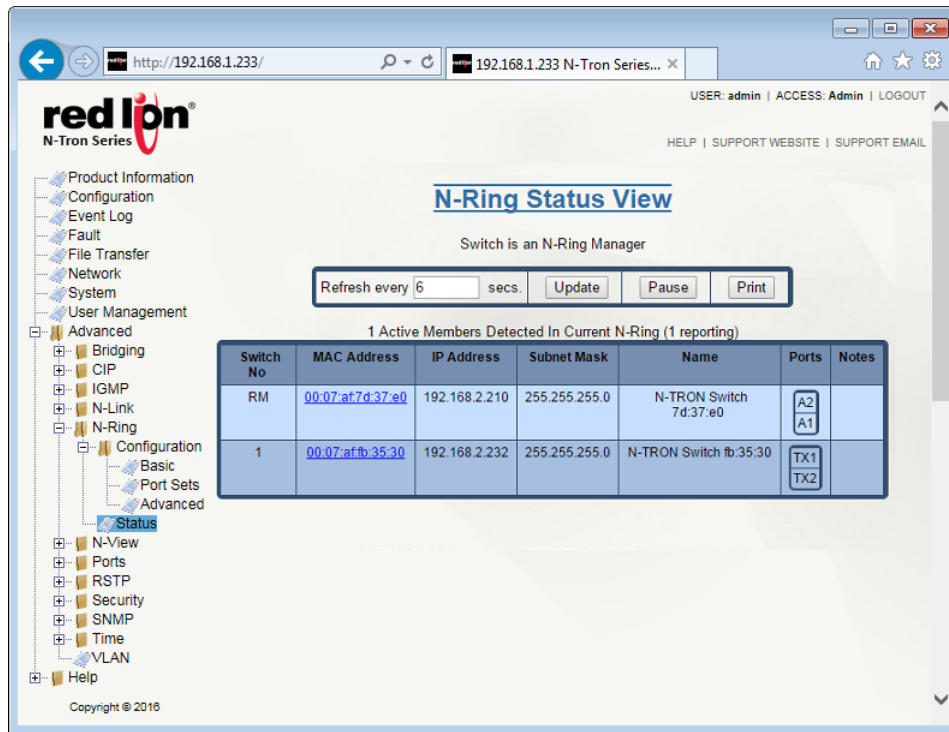 http://192.168.1.233/
192.168.1.233 N-Tron Series...
red lion®
N-Tron Series
USER: admin | ACCESS: Admin | LOGOUT
HELP | SUPPORT WEBSITE | SUPPORT EMAIL
Product Information
Configuration
Event Log
Fault
File Transfer
Network
System
User Management
Advanced
Bridging
CIP
IGMP
N-Link
N-Ring
Configuration
Basic
Port Sets
Advanced
Status
N-View
Ports
RSTP
Security
SNMP
Time
VLAN
Help
Copyright © 2016
N-Ring Status View
Switch is an N-Ring Manager
Refresh every 6 secs. Update Pause Print
1 Active Members Detected In Current N-Ring (1 reporting)
Switch No MAC Address IP Address Subnet Mask Name Ports Notes
RM 00:07:af:7d:37:e0 192.168.2.210 255.255.255.0 N-TRON Switch 7d:37:e0 A2 A1
1 00:07:af:fb:35:30 192.168.2.232 255.255.255.0 N-TRON Switch fb:35:30 TX1 TX2